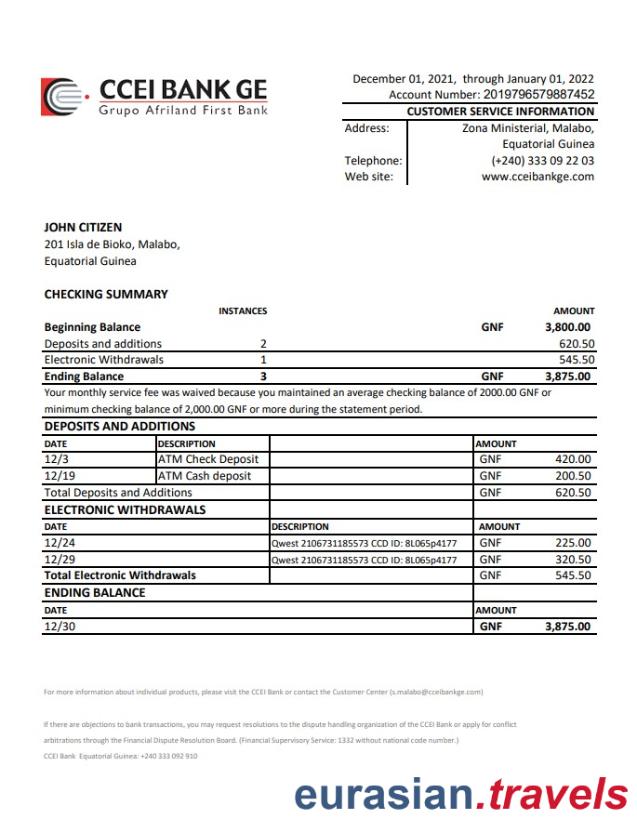 CCEI BANK GE
Grupo Afriland First Bank
December 01, 2021, through January 01, 2022
Account Number: 2019796579887452
CUSTOMER SERVICE INFORMATION
Address: Zona Ministerial, Malabo,
Equatorial Guinea
Telephone: (+240) 333 09 22 03
Web site: www.cceibankge.com
JOHN CITIZEN
201 Isla de Bioko, Malabo,
Equatorial Guinea
CHECKING SUMMARY
INSTANCES AMOUNT
Beginning Balance GNF 3,800.00
Deposits and additions 2 620.50
Electronic Withdrawals 1 545.50
Ending Balance 3 GNF 3,875.00
Your monthly service fee was waived because you maintained an average checking balance of 2000.00 GNF or
minimum checking balance of 2,000.00 GNF or more during the statement period.
DEPOSITS AND ADDITIONS
DATE DESCRIPTION AMOUNT
12/3 ATM Check Deposit GNF 420.00
12/19 ATM Cash deposit GNF 200.50
Total Deposits and Additions GNF 620.50
ELECTRONIC WITHDRAWALS
DATE DESCRIPTION AMOUNT
12/24 Qwest 2106731185573 CCD ID: 8L065p4177 GNF 225.00
12/29 Qwest 2106731185573 CCD ID: 8L065p4177 GNF 320.50
Total Electronic Withdrawals GNF 545.50
ENDING BALANCE
DATE AMOUNT
12/30 GNF 3,875.00
For more information about individual products, please visit the CCEI Bank or contact the Customer Center (s.malabo@cceibankge.com)
If there are objections to bank transactions, you may request resolutions to the dispute handling organization of the CCEI Bank or apply for conflict
arbitrations through the Financial Dispute Resolution Board. (Financial Supervisory Service: 1332 without national code number.)
CCEI Bank Equatorial Guinea: +240 333 092 910
eurasian.travels